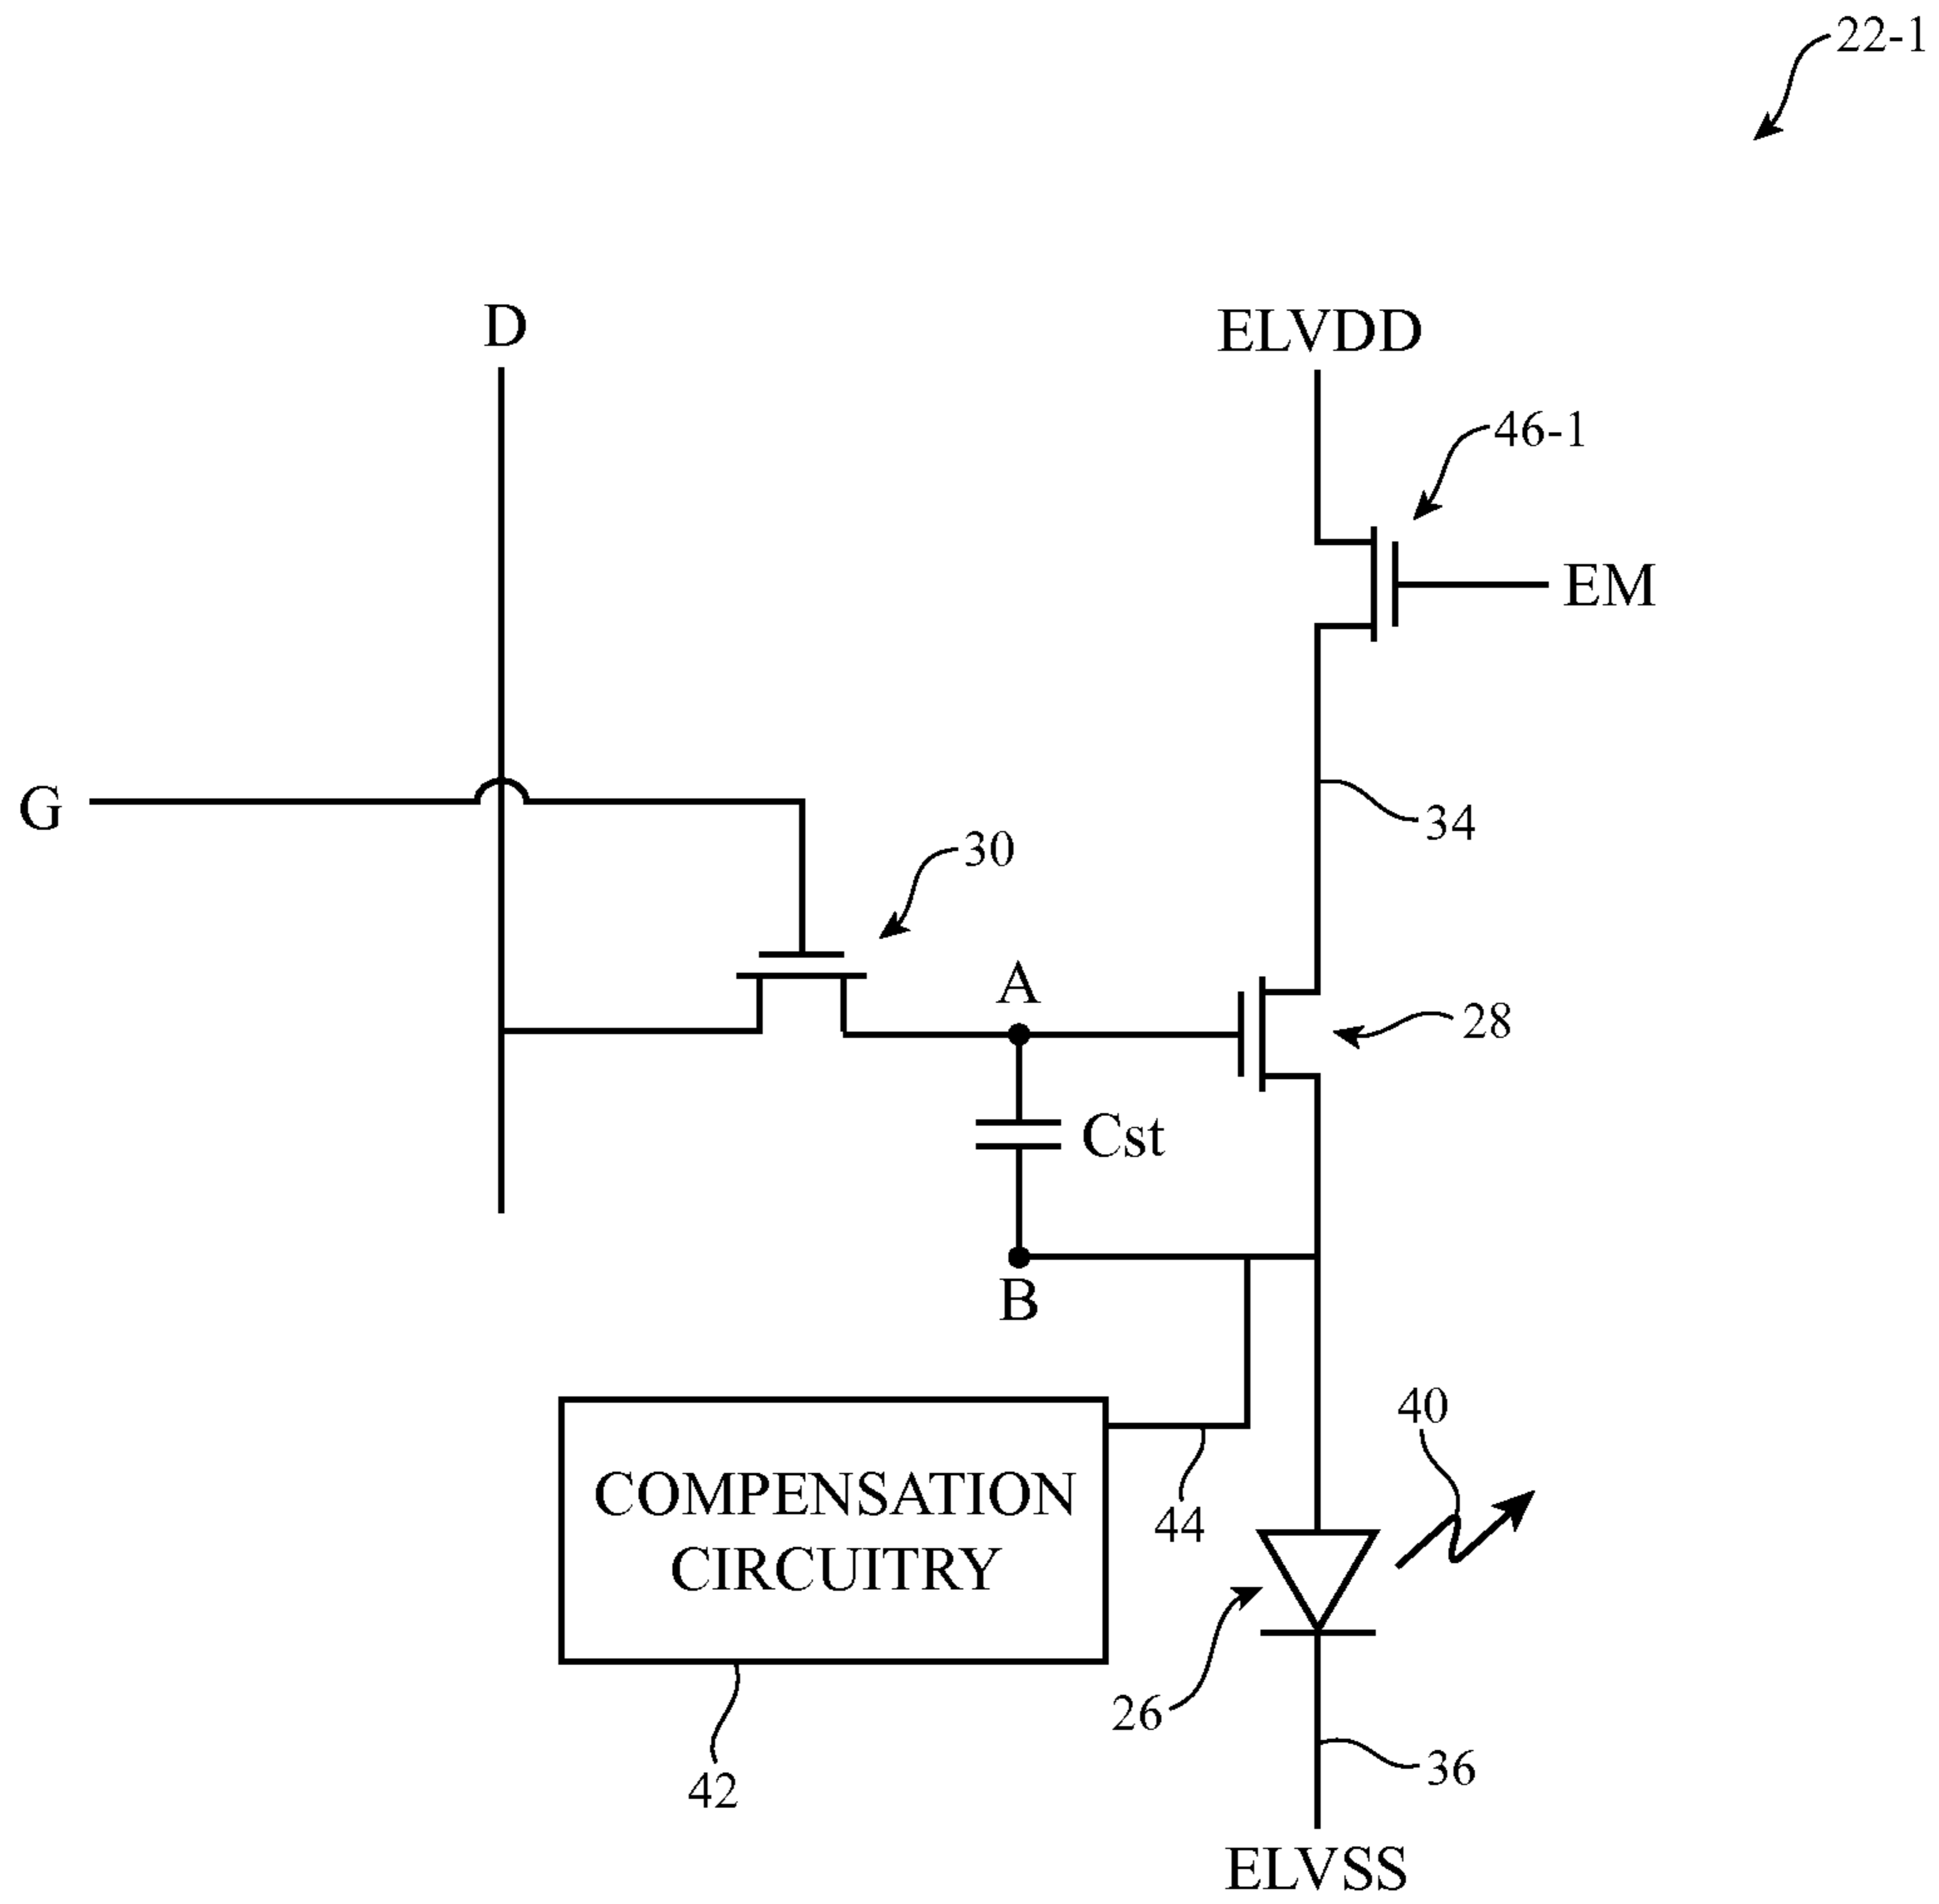 22-1
D
ELVDD
46-1
EM
G
34
30
A
28
Cst
B
40
COMPENSATION
CIRCUITRY
44
26
42
36
ELVSS